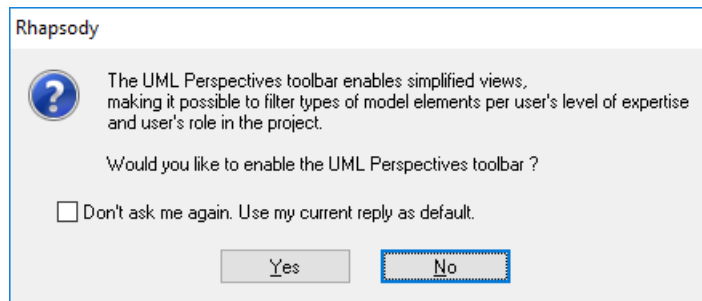 Rhapsody
The UML Perspectives toolbar enables simplified views,
making it possible to filter types of model elements per user's level of expertise
and user's role in the project.
Would you like to enable the UML Perspectives toolbar ?
Don't ask me again. Use my current reply as default.
Yes No